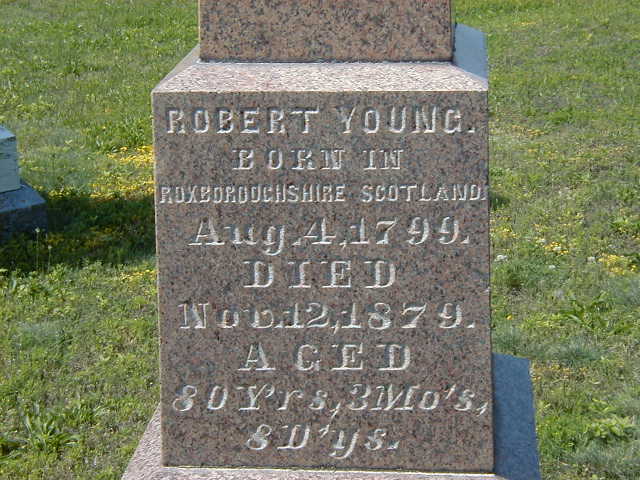 ROBERT YOUNG.
BORN IN
ROXBOROUGHSHIRE SCOTLAND.
Aug. 4, 1799.
DIED
Nov. 12, 1879.
AGED
80 Y'rs, 3 Mo's,
8 D'ys.